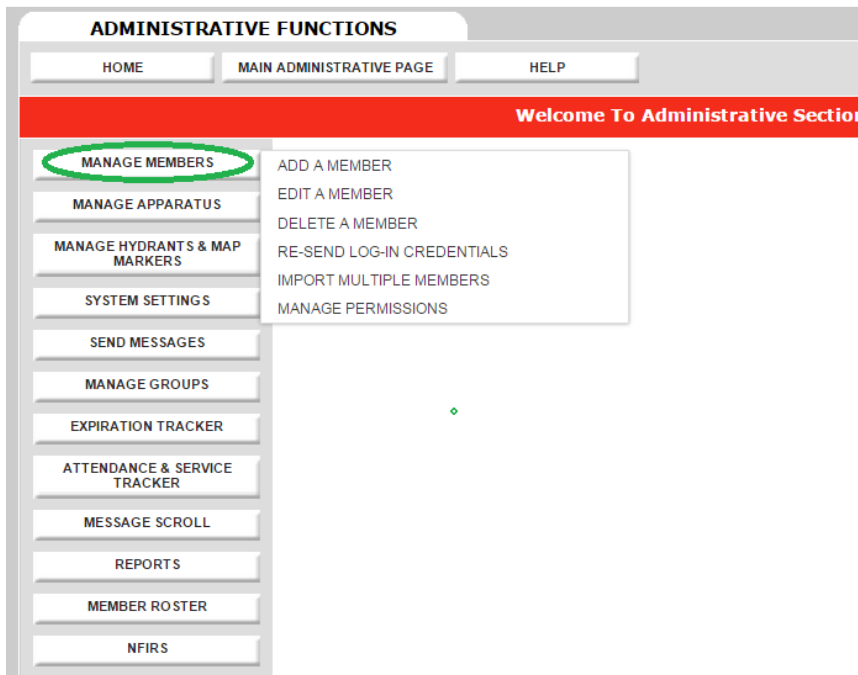 ADMINISTRATIVE FUNCTIONS
HOME
MAIN ADMINISTRATIVE PAGE
HELP
Welcome To Administrative Section
MANAGE MEMBERS
ADD A MEMBER
EDIT A MEMBER
DELETE A MEMBER
RE-SEND LOG-IN CREDENTIALS
IMPORT MULTIPLE MEMBERS
MANAGE PERMISSIONS
MANAGE APPARATUS
MANAGE HYDRANTS & MAP
MARKERS
SYSTEM SETTINGS
SEND MESSAGES
MANAGE GROUPS
EXPIRATION TRACKER
ATTENDANCE & SERVICE
TRACKER
MESSAGE SCROLL
REPORTS
MEMBER ROSTER
NFIRS